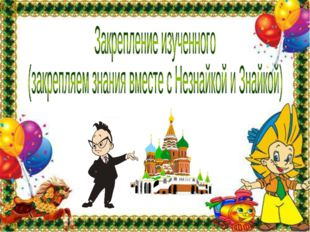 Закрепление изученного
(закрепляем знания вместе с Незнайкой и Знайкой)